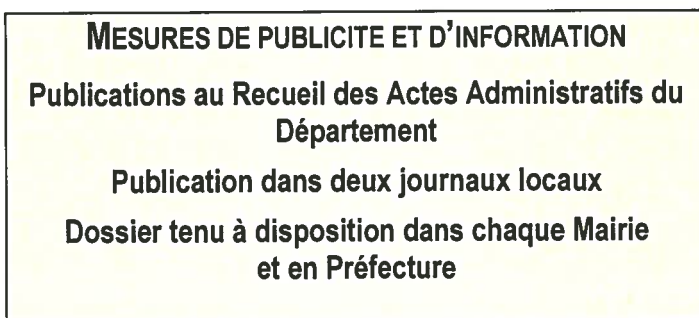 MESURES DE PUBLICITE ET D'INFORMATION
Publications au Recueil des Actes Administratifs du
Département
Publication dans deux journaux locaux
Dossier tenu à disposition dans chaque Mairie
et en Préfecture